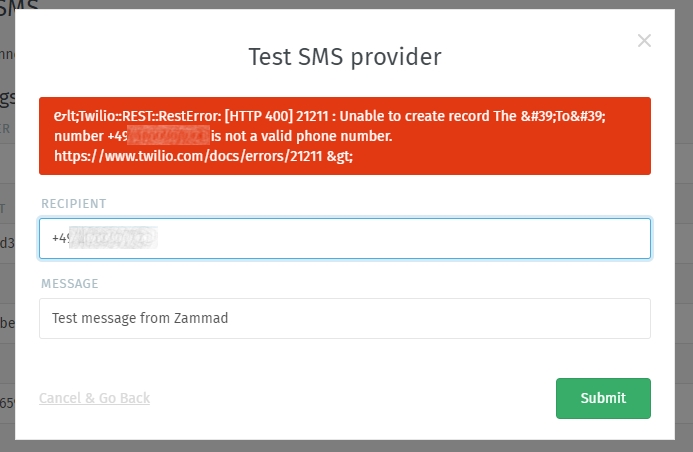 SMS
Test SMS provider
&lt;Twilio::REST::RestError: [HTTP 400] 21211 : Unable to create record The &#39;To&#39;
number +49 is not a valid phone number.
https://www.twilio.com/docs/errors/21211 &gt;
RECIPIENT
+49
MESSAGE
Test message from Zammad
Cancel & Go Back
Submit